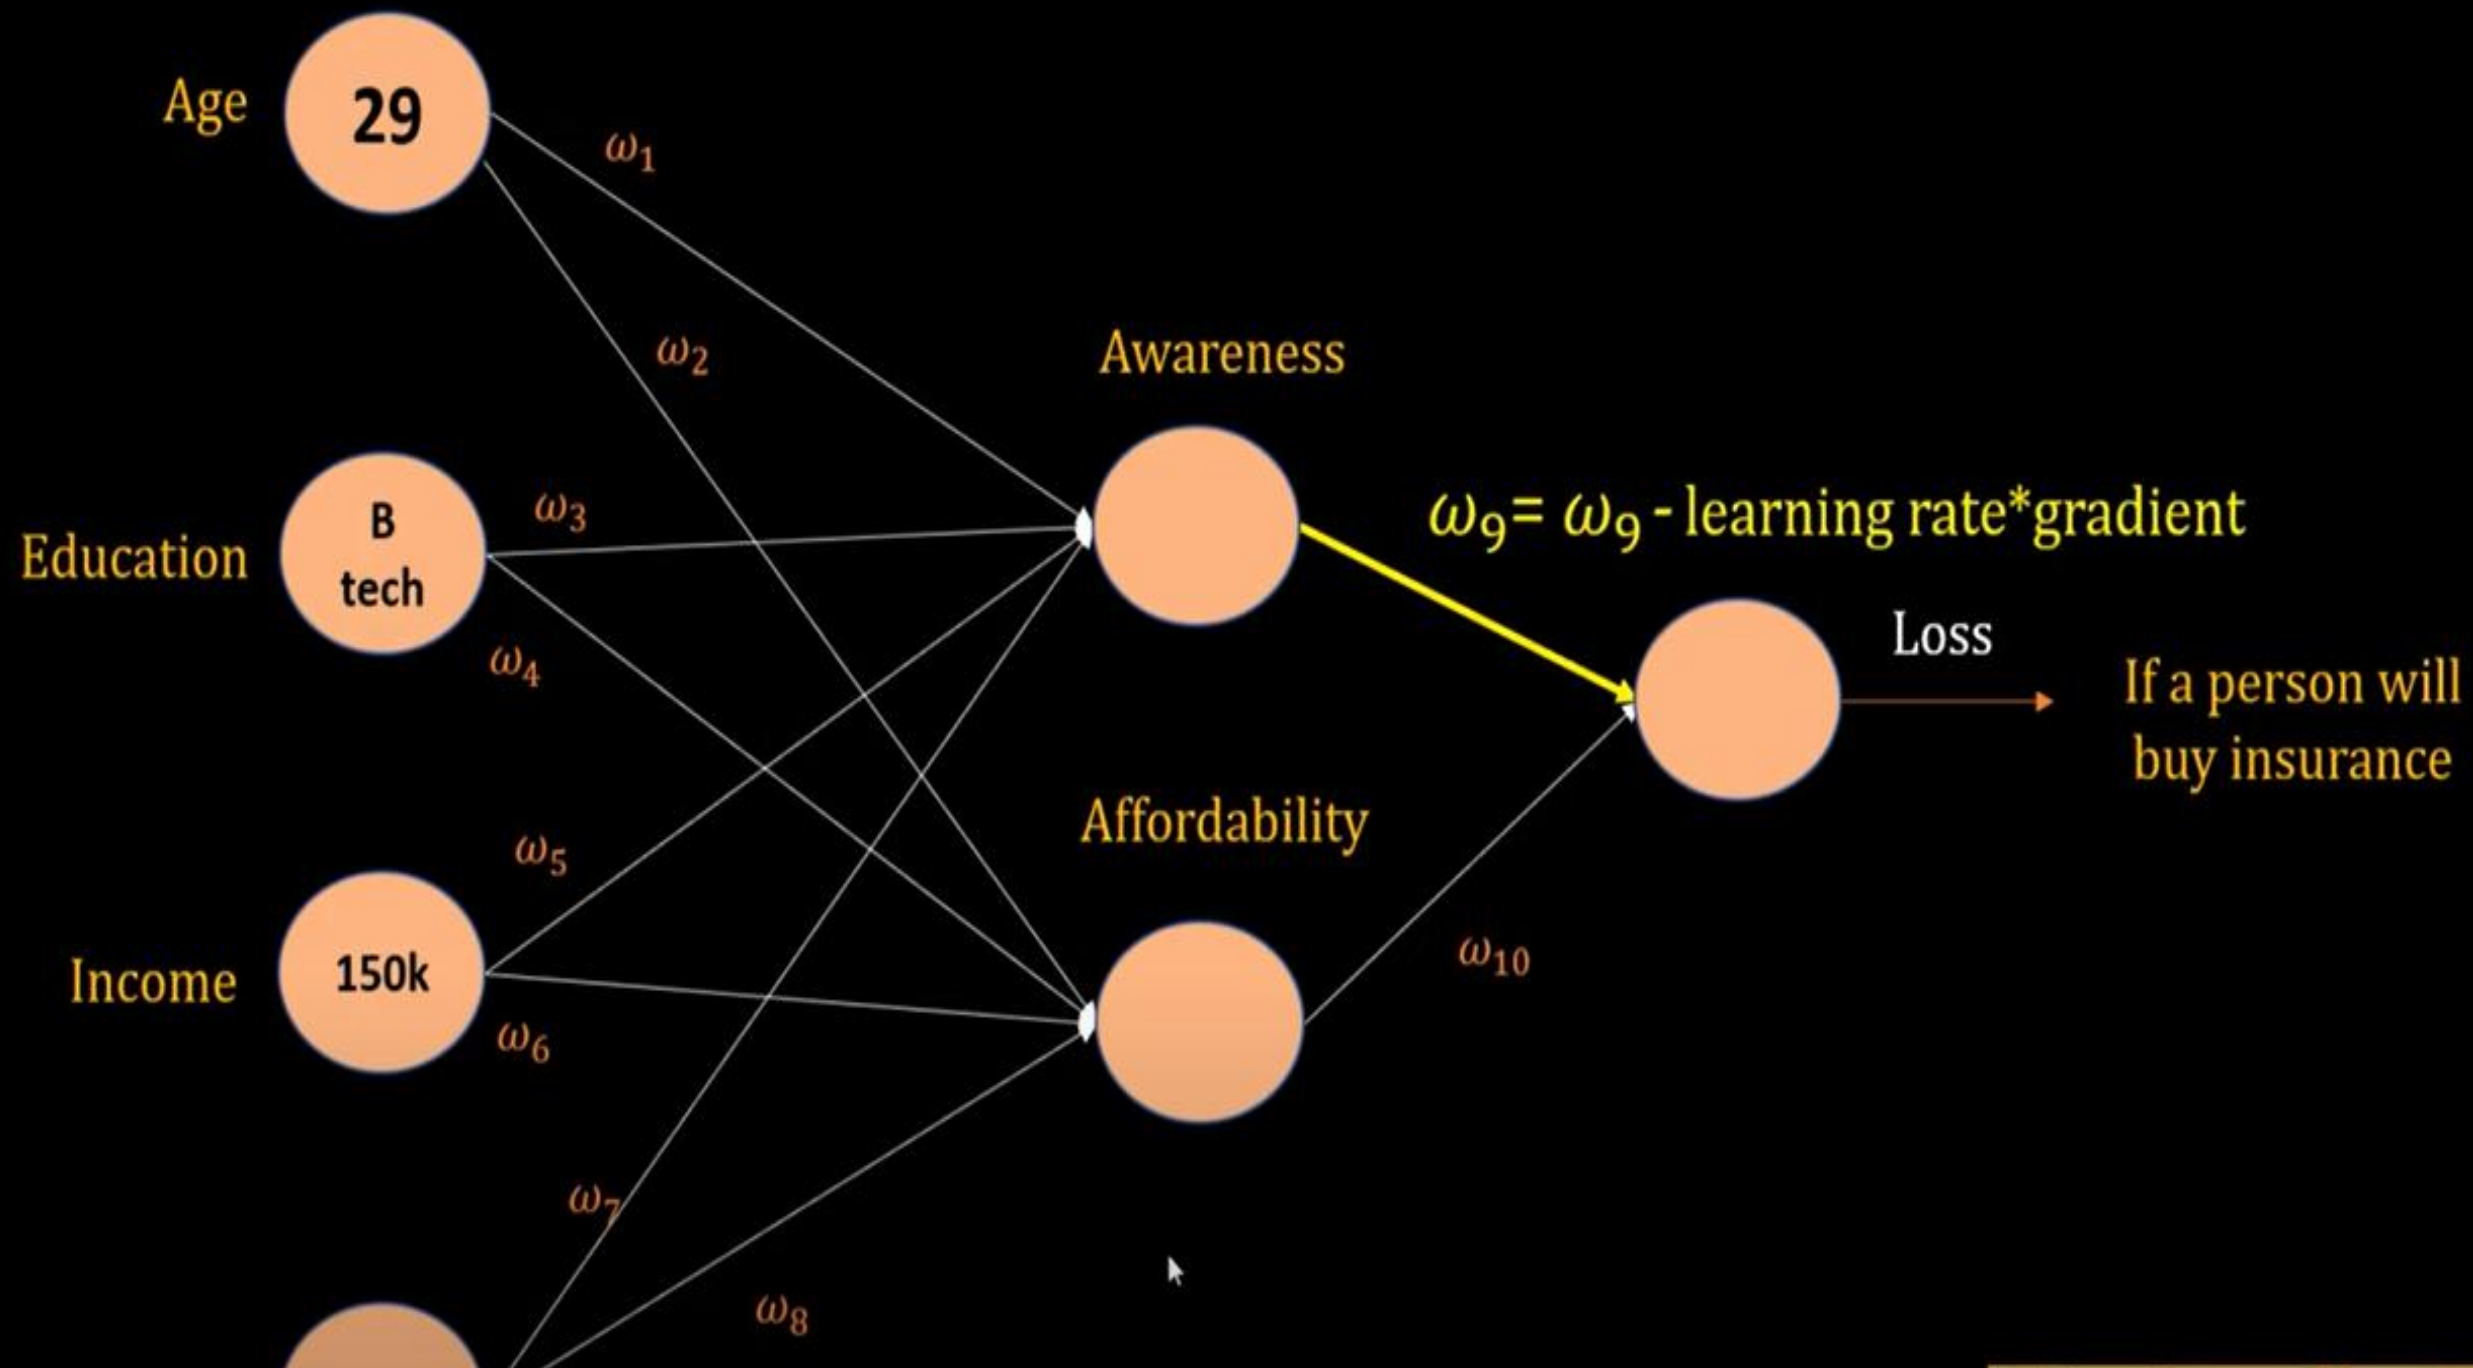 Age
29
ω1
ω2
Awareness
Education
B
tech
ω3
ω9= ω9 - learning rate*gradient
ω4
Loss
If a person will
buy insurance
Affordability
ω5
Income
150k
ω6
ω10
ω7
ω8